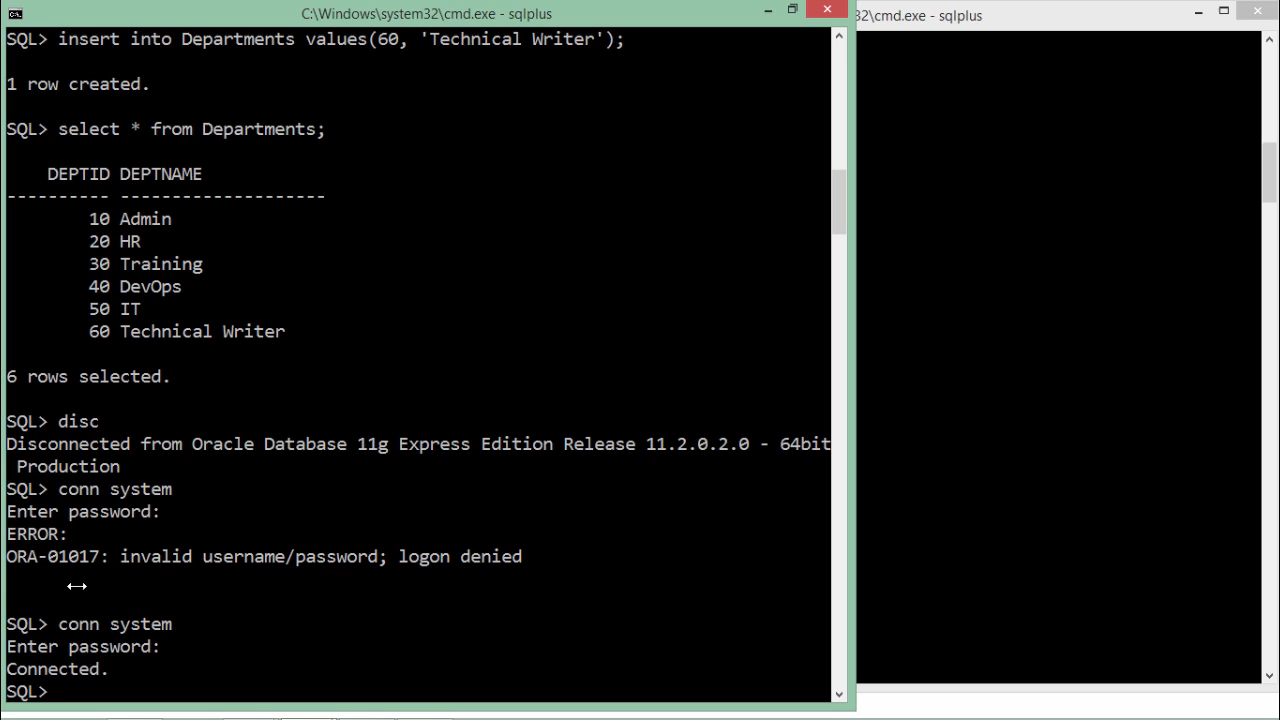 C:\Windows\system32\cmd.exe - sqlplus
32\cmd.exe - sqlplus
SQL> insert into Departments values(60, 'Technical Writer');
1 row created.
SQL> select * from Departments;
DEPTID DEPTNAME
---------- --------------------
10 Admin
20 HR
30 Training
40 DevOps
50 IT
60 Technical Writer
6 rows selected.
SQL> disc
Disconnected from Oracle Database 11g Express Edition Release 11.2.0.2.0 - 64bit
Production
SQL> conn system
Enter password:
ERROR:
ORA-01017: invalid username/password; logon denied
SQL> conn system
Enter password:
Connected.
SQL>